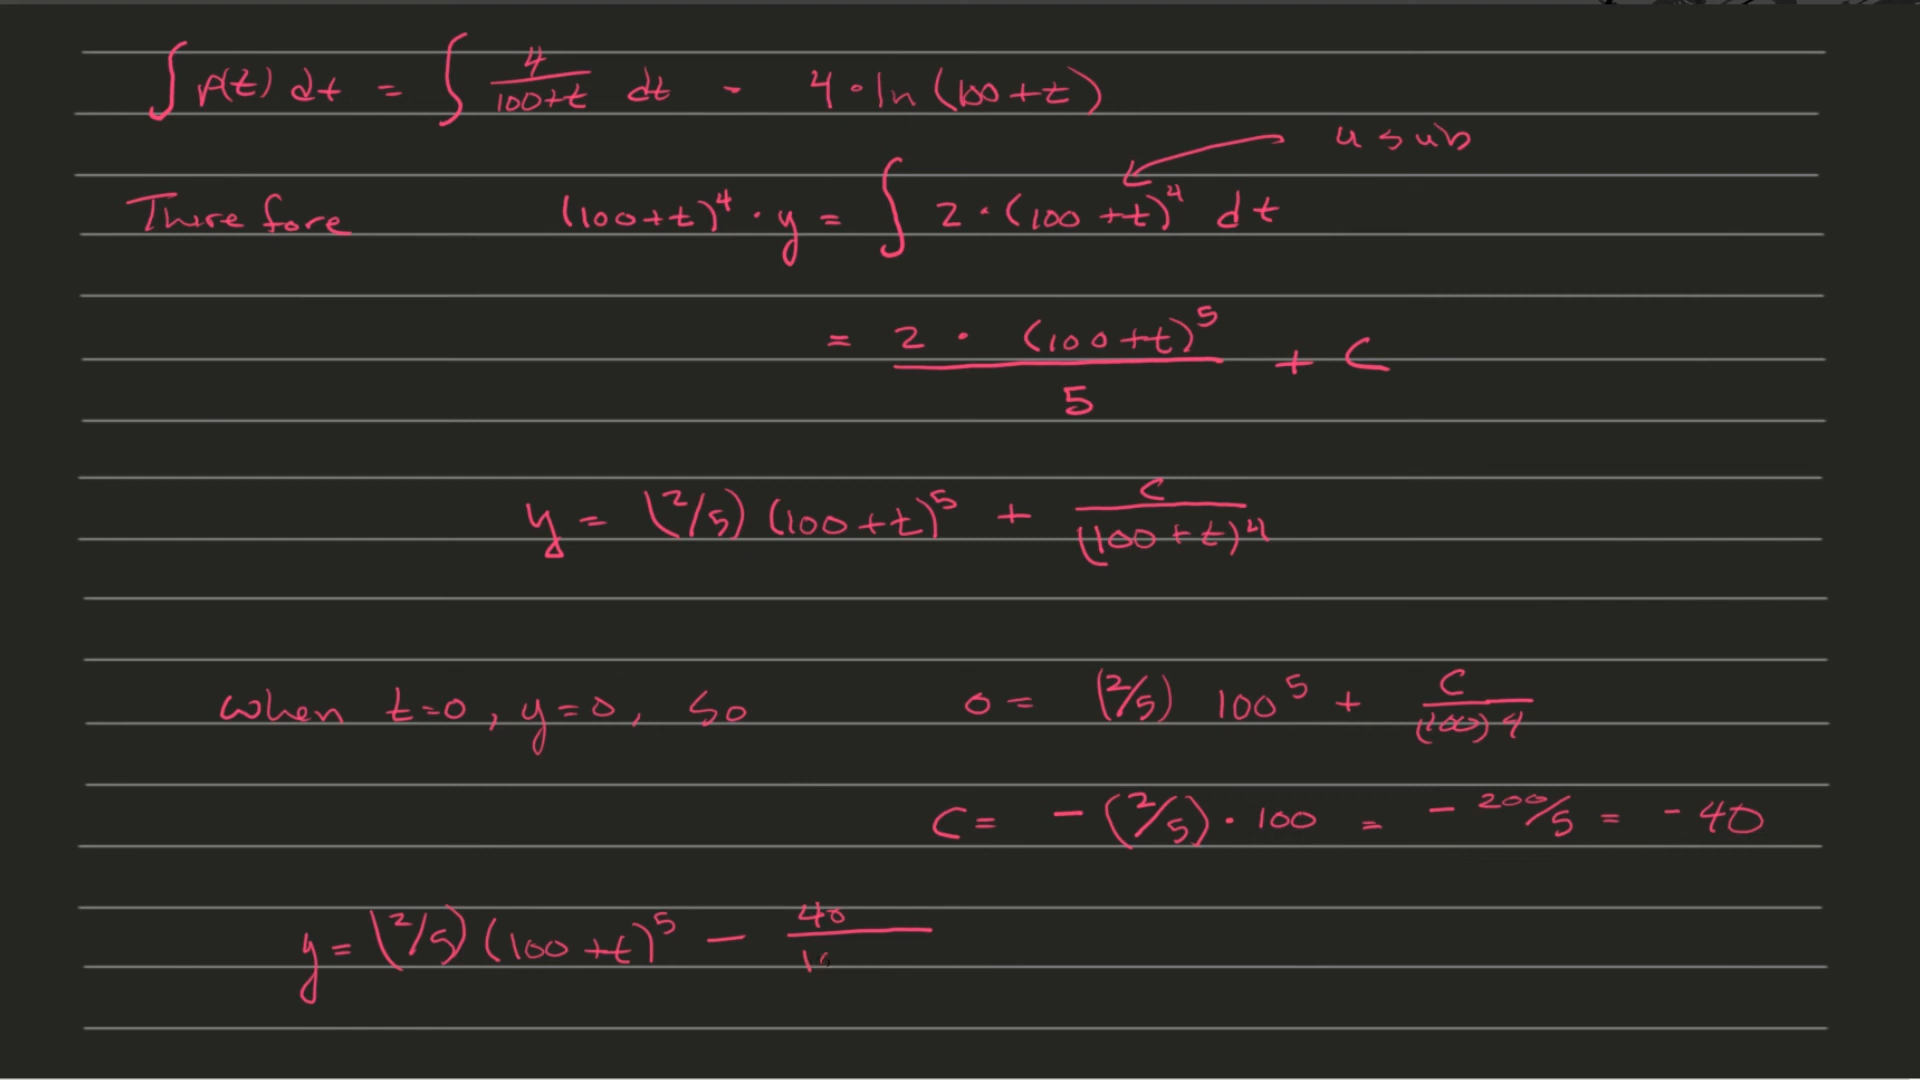 ∫ p(t) dt = ∫ 4/(100+t) dt - 4·ln(100+t)
u sub
Therefore (100+t)^4 · y = ∫ 2·(100+t)^4 dt
= 2 · (100+t)^5 / 5 + C
y = (2/5) (100+t)^5 + C/(100+t)^4
when t=0, y=0, so 0 = (2/5) 100^5 + C/(100)^4
C = -(2/5)·100 = -200/5 = -40
y = (2/5)(100+t)^5 - 40/1